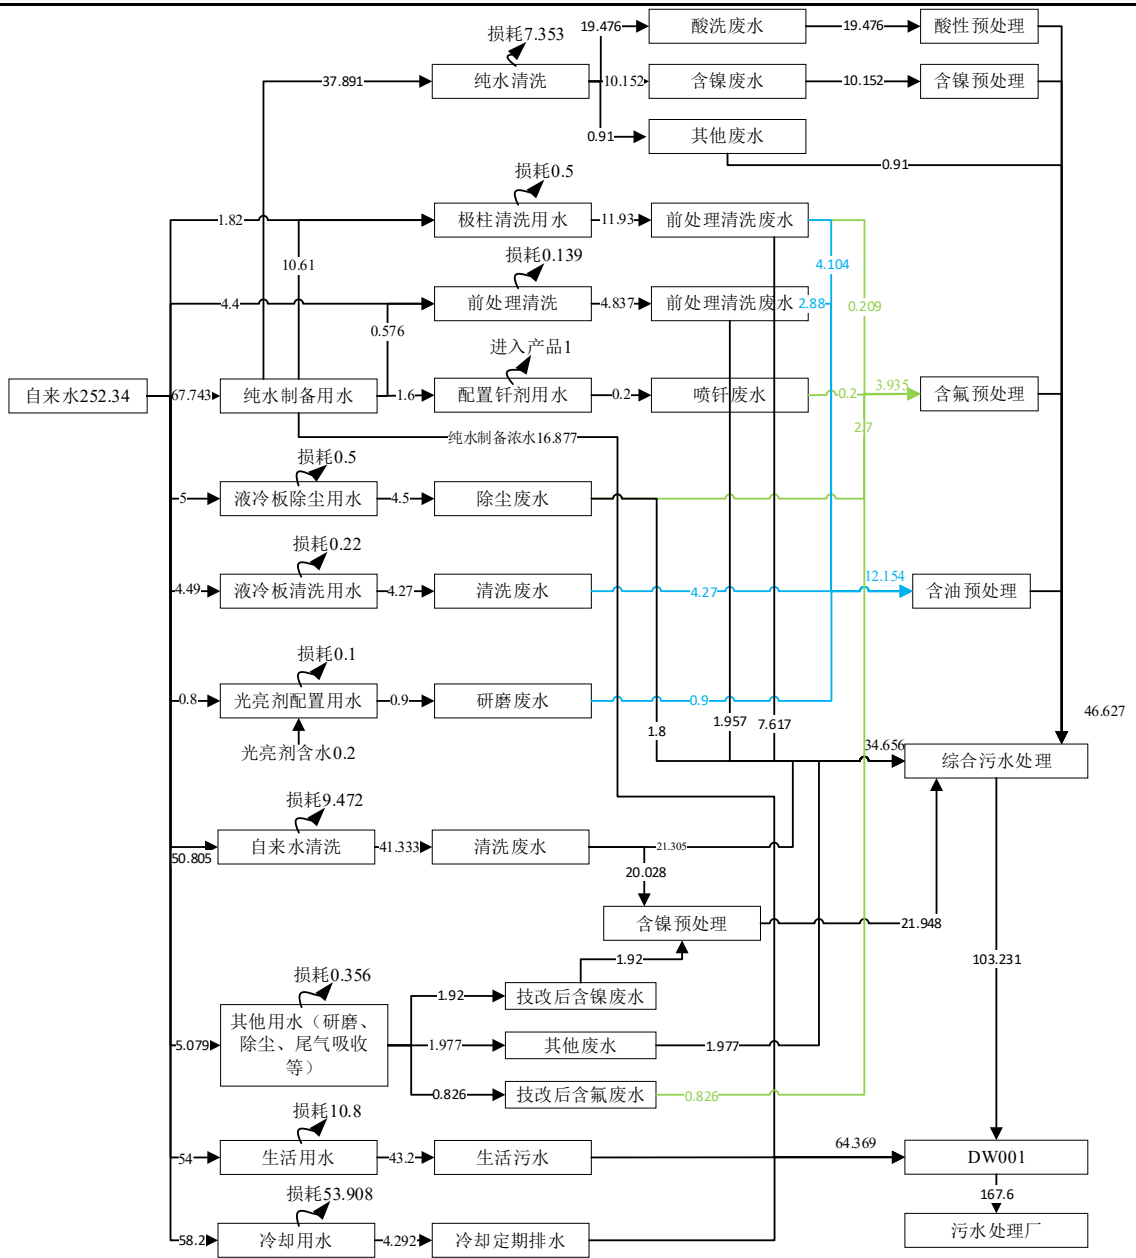 损耗7.353
19.476
酸洗废水
19.476
酸性预处理
37.891
纯水清洗
10.152
含镍废水
10.152
含镍预处理
0.91
其他废水
0.91
损耗0.5
1.82
极柱清洗用水
11.93
前处理清洗废水
10.61
4.104
损耗0.139
4.4
前处理清洗
4.837
前处理清洗废水
2.88
0.209
0.576
进入产品1
自来水252.34
67.743
纯水制备用水
1.6
配置钎剂用水
0.2
喷钎废水
0.2
3.935
含氟预处理
2.7
纯水制备浓水16.877
损耗0.5
5
液冷板除尘用水
4.5
除尘废水
损耗0.22
4.49
液冷板清洗用水
4.27
清洗废水
4.27
12.154
含油预处理
损耗0.1
0.8
光亮剂配置用水
0.9
研磨废水
0.9
1.8
1.957
7.617
46.627
光亮剂含水0.2
34.656
综合污水处理
损耗9.472
50.805
自来水清洗
41.333
清洗废水
21.305
20.028
含镍预处理
21.948
1.92
103.231
损耗0.356
1.92
技改后含镍废水
5.079
其他用水（研磨、
除尘、尾气吸收
等）
1.977
其他废水
1.977
0.826
技改后含氟废水
0.826
损耗10.8
54
生活用水
43.2
生活污水
64.369
DW001
167.6
损耗53.908
58.2
冷却用水
4.292
冷却定期排水
污水处理厂